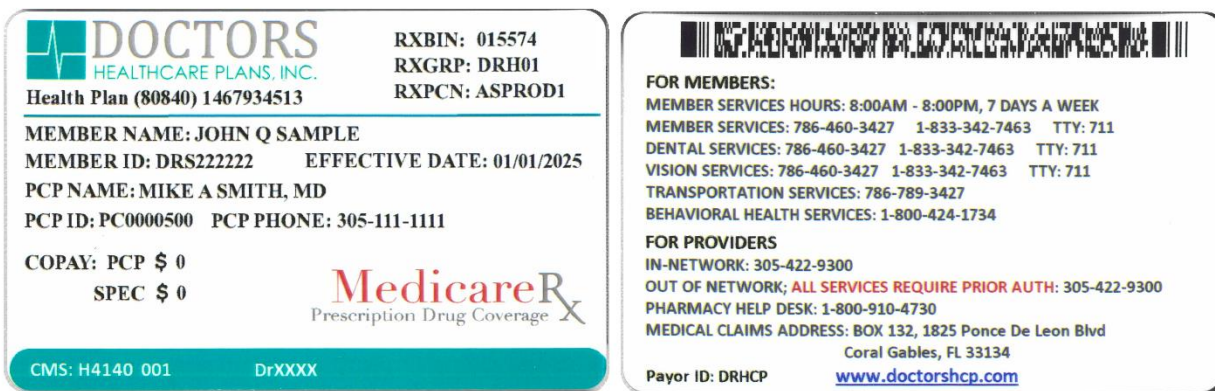 DOCTORS
HEALTHCARE PLANS, INC.
Health Plan (80840) 1467934513
RXBIN: 015574
RXGRP: DRH01
RXPCN: ASPROD1
MEMBER NAME: JOHN Q SAMPLE
MEMBER ID: DRS222222 EFFECTIVE DATE: 01/01/2025
PCP NAME: MIKE A SMITH, MD
PCP ID: PC0000500 PCP PHONE: 305-111-1111
COPAY: PCP $ 0
SPEC $ 0
MedicareRx
Prescription Drug Coverage
CMS: H4140 001 DrXXXX
FOR MEMBERS:
MEMBER SERVICES HOURS: 8:00AM - 8:00PM, 7 DAYS A WEEK
MEMBER SERVICES: 786-460-3427 1-833-342-7463 TTY: 711
DENTAL SERVICES: 786-460-3427 1-833-342-7463 TTY: 711
VISION SERVICES: 786-460-3427 1-833-342-7463 TTY: 711
TRANSPORTATION SERVICES: 786-789-3427
BEHAVIORAL HEALTH SERVICES: 1-800-424-1734
FOR PROVIDERS
IN-NETWORK: 305-422-9300
OUT OF NETWORK; ALL SERVICES REQUIRE PRIOR AUTH: 305-422-9300
PHARMACY HELP DESK: 1-800-910-4730
MEDICAL CLAIMS ADDRESS: BOX 132, 1825 Ponce De Leon Blvd
Coral Gables, FL 33134
Payor ID: DRHCP www.doctorshcp.com